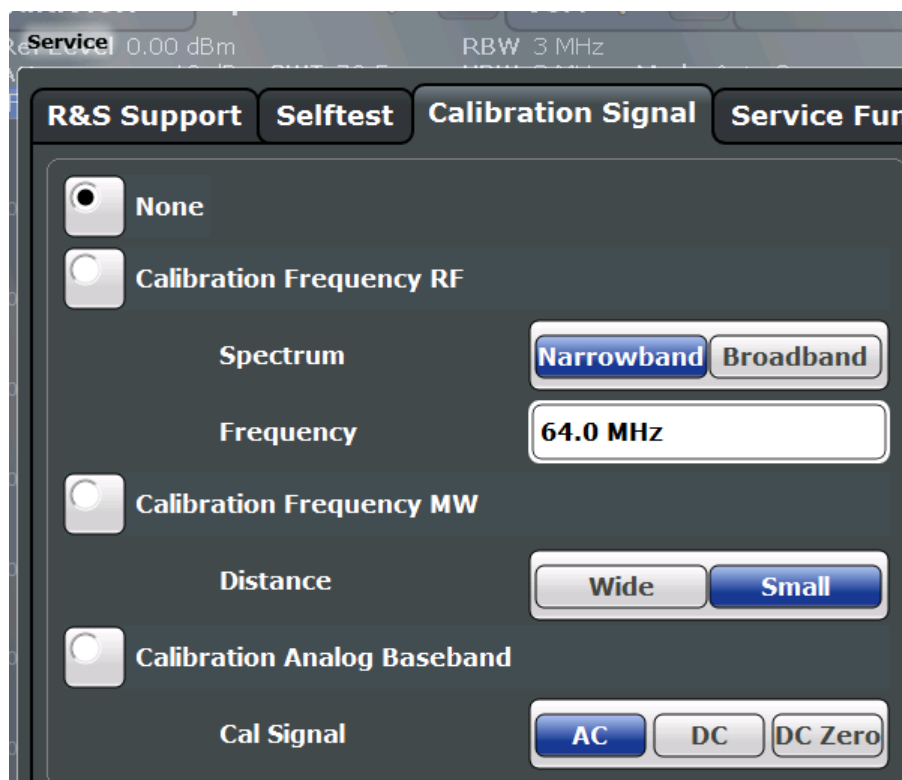 Service
Ref Level 0.00 dBm RBW 3 MHz
R&S Support Selftest Calibration Signal Service Fun
None
Calibration Frequency RF
Spectrum Narrowband Broadband
Frequency 64.0 MHz
Calibration Frequency MW
Distance Wide Small
Calibration Analog Baseband
Cal Signal AC DC DC Zero